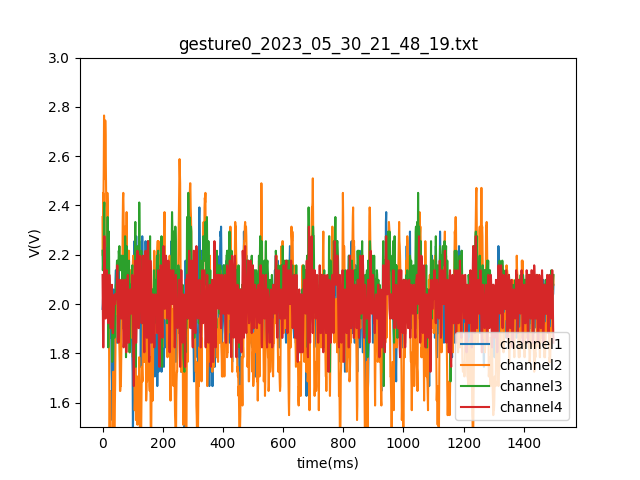 gesture0_2023_05_30_21_48_19.txt
3.0
2.8
2.6
2.4
2.2
2.0
1.8
1.6
V(V)
channel1
channel2
channel3
channel4
0 200 400 600 800 1000 1200 1400
time(ms)